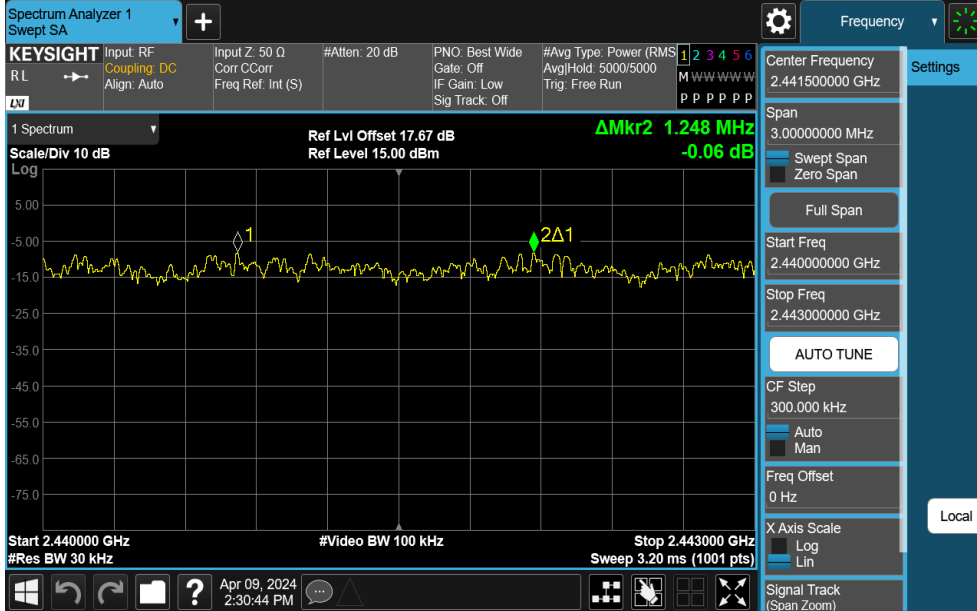 Spectrum Analyzer 1
Swept SA
Frequency
KEYSIGHT
R L
LXI
Input: RF
Coupling: DC
Align: Auto
Input Z: 50 Ω
Corr CCorr
Freq Ref: Int (S)
#Atten: 20 dB
PNO: Best Wide
Gate: Off
IF Gain: Low
Sig Track: Off
#Avg Type: Power (RMS
Avg|Hold: 5000/5000
Trig: Free Run
1 2 3 4 5 6
M W W W W W
P P P P P P
1 Spectrum
Scale/Div 10 dB
Log
Ref Lvl Offset 17.67 dB
Ref Level 15.00 dBm
ΔMkr2 1.248 MHz
-0.06 dB
5.00
-5.00
-15.0
-25.0
-35.0
-45.0
-55.0
-65.0
-75.0
1
2Δ1
Start 2.440000 GHz
#Res BW 30 kHz
#Video BW 100 kHz
Stop 2.443000 GHz
Sweep 3.20 ms (1001 pts)
Center Frequency
2.441500000 GHz
Settings
Span
3.00000000 MHz
Swept Span
Zero Span
Full Span
Start Freq
2.440000000 GHz
Stop Freq
2.443000000 GHz
AUTO TUNE
CF Step
300.000 kHz
Auto
Man
Freq Offset
0 Hz
Local
X Axis Scale
Log
Lin
Signal Track
(Span Zoom)
?
Apr 09, 2024
2:30:44 PM